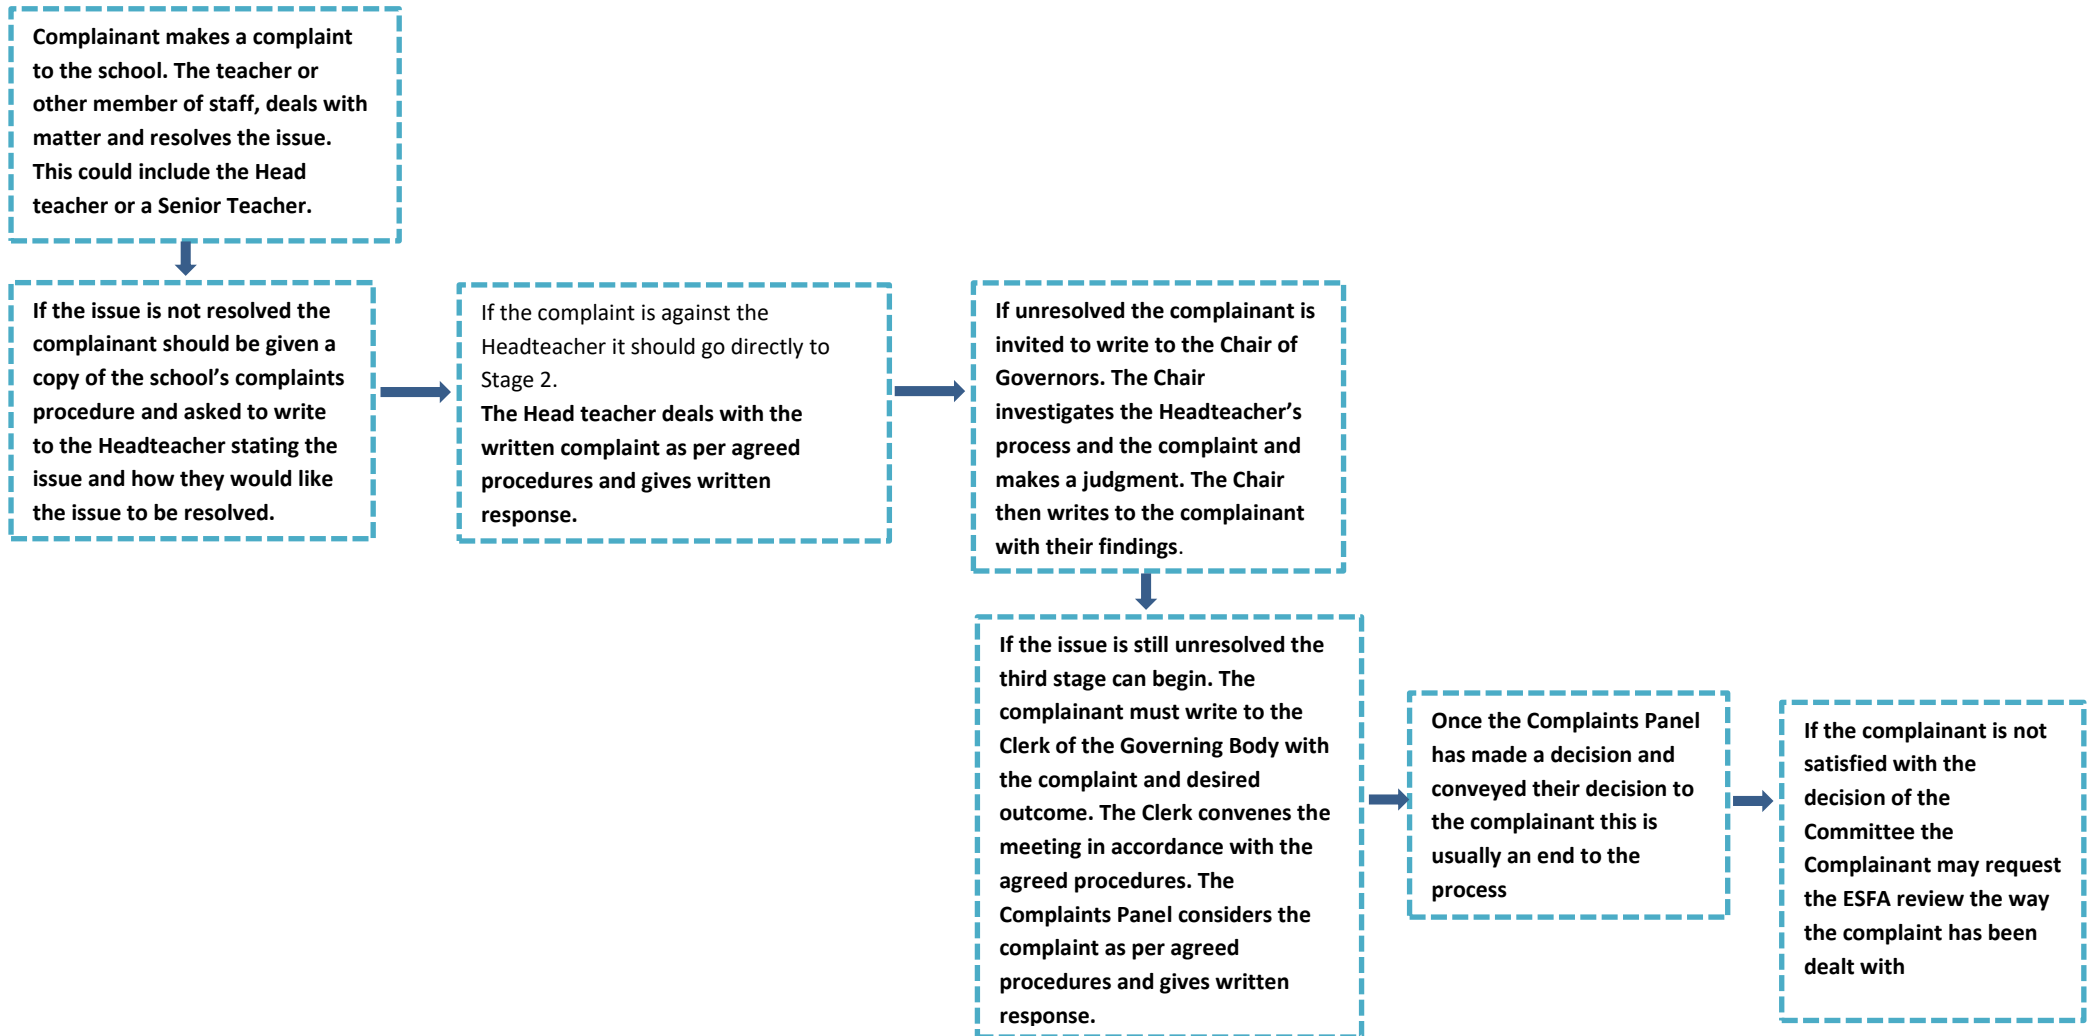 Complainant makes a complaint
to the school. The teacher or
other member of staff, deals with
matter and resolves the issue.
This could include the Head
teacher or a Senior Teacher.
If the issue is not resolved the
complainant should be given a
copy of the school’s complaints
procedure and asked to write
to the Headteacher stating the
issue and how they would like
the issue to be resolved.
If the complaint is against the
Headteacher it should go directly to
Stage 2.
The Head teacher deals with the
written complaint as per agreed
procedures and gives written
response.
If unresolved the complainant is
invited to write to the Chair of
Governors. The Chair
investigates the Headteacher’s
process and the complaint and
makes a judgment. The Chair
then writes to the complainant
with their findings.
If the issue is still unresolved the
third stage can begin. The
complainant must write to the
Clerk of the Governing Body with
the complaint and desired
outcome. The Clerk convenes the
meeting in accordance with the
agreed procedures. The
Complaints Panel considers the
complaint as per agreed
procedures and gives written
response.
Once the Complaints Panel
has made a decision and
conveyed their decision to
the complainant this is
usually an end to the
process
If the complainant is not
satisfied with the
decision of the
Committee the
Complainant may request
the ESFA review the way
the complaint has been
dealt with